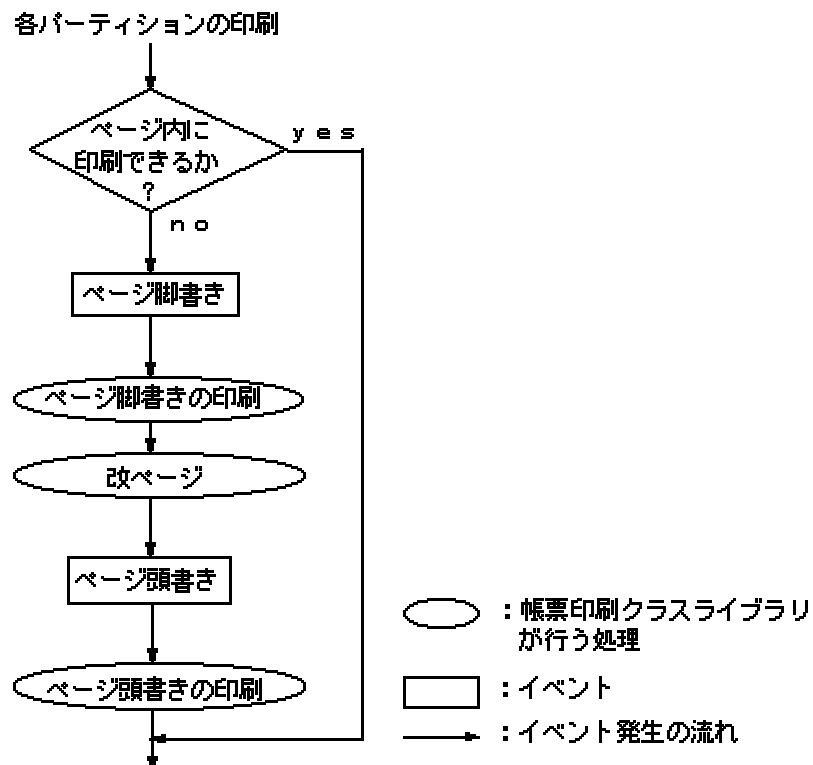 各パーティションの印刷
ページ内に
印刷できるか
?
yes
no
ページ脚書き
ページ脚書きの印刷
改ページ
ページ頭書き
ページ頭書きの印刷
:帳票印刷クラスライブラリ
が行う処理
:イベント
:イベント発生の流れ